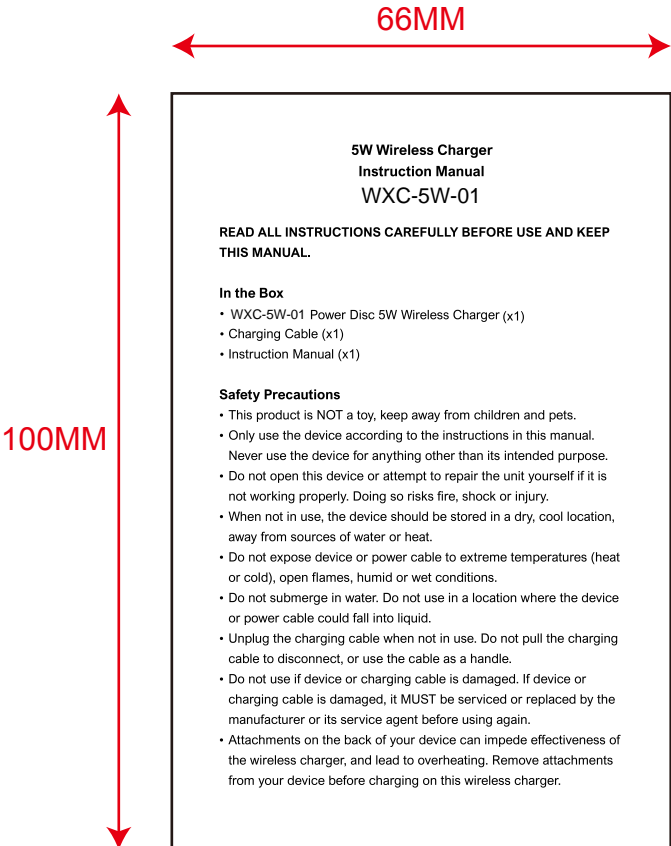 66MM
5W Wireless Charger
Instruction Manual
WXC-5W-01
READ ALL INSTRUCTIONS CAREFULLY BEFORE USE AND KEEP
THIS MANUAL.
In the Box
• WXC-5W-01 Power Disc 5W Wireless Charger (x1)
• Charging Cable (x1)
• Instruction Manual (x1)
Safety Precautions
• This product is NOT a toy, keep away from children and pets.
• Only use the device according to the instructions in this manual.
Never use the device for anything other than its intended purpose.
100MM
• Do not open this device or attempt to repair the unit yourself if it is
not working properly. Doing so risks fire, shock or injury.
• When not in use, the device should be stored in a dry, cool location,
away from sources of water or heat.
• Do not expose device or power cable to extreme temperatures (heat
or cold), open flames, humid or wet conditions.
• Do not submerge in water. Do not use in a location where the device
or power cable could fall into liquid.
• Unplug the charging cable when not in use. Do not pull the charging
cable to disconnect, or use the cable as a handle.
• Do not use if device or charging cable is damaged. If device or
charging cable is damaged, it MUST be serviced or replaced by the
manufacturer or its service agent before using again.
• Attachments on the back of your device can impede effectiveness of
the wireless charger, and lead to overheating. Remove attachments
from your device before charging on this wireless charger.